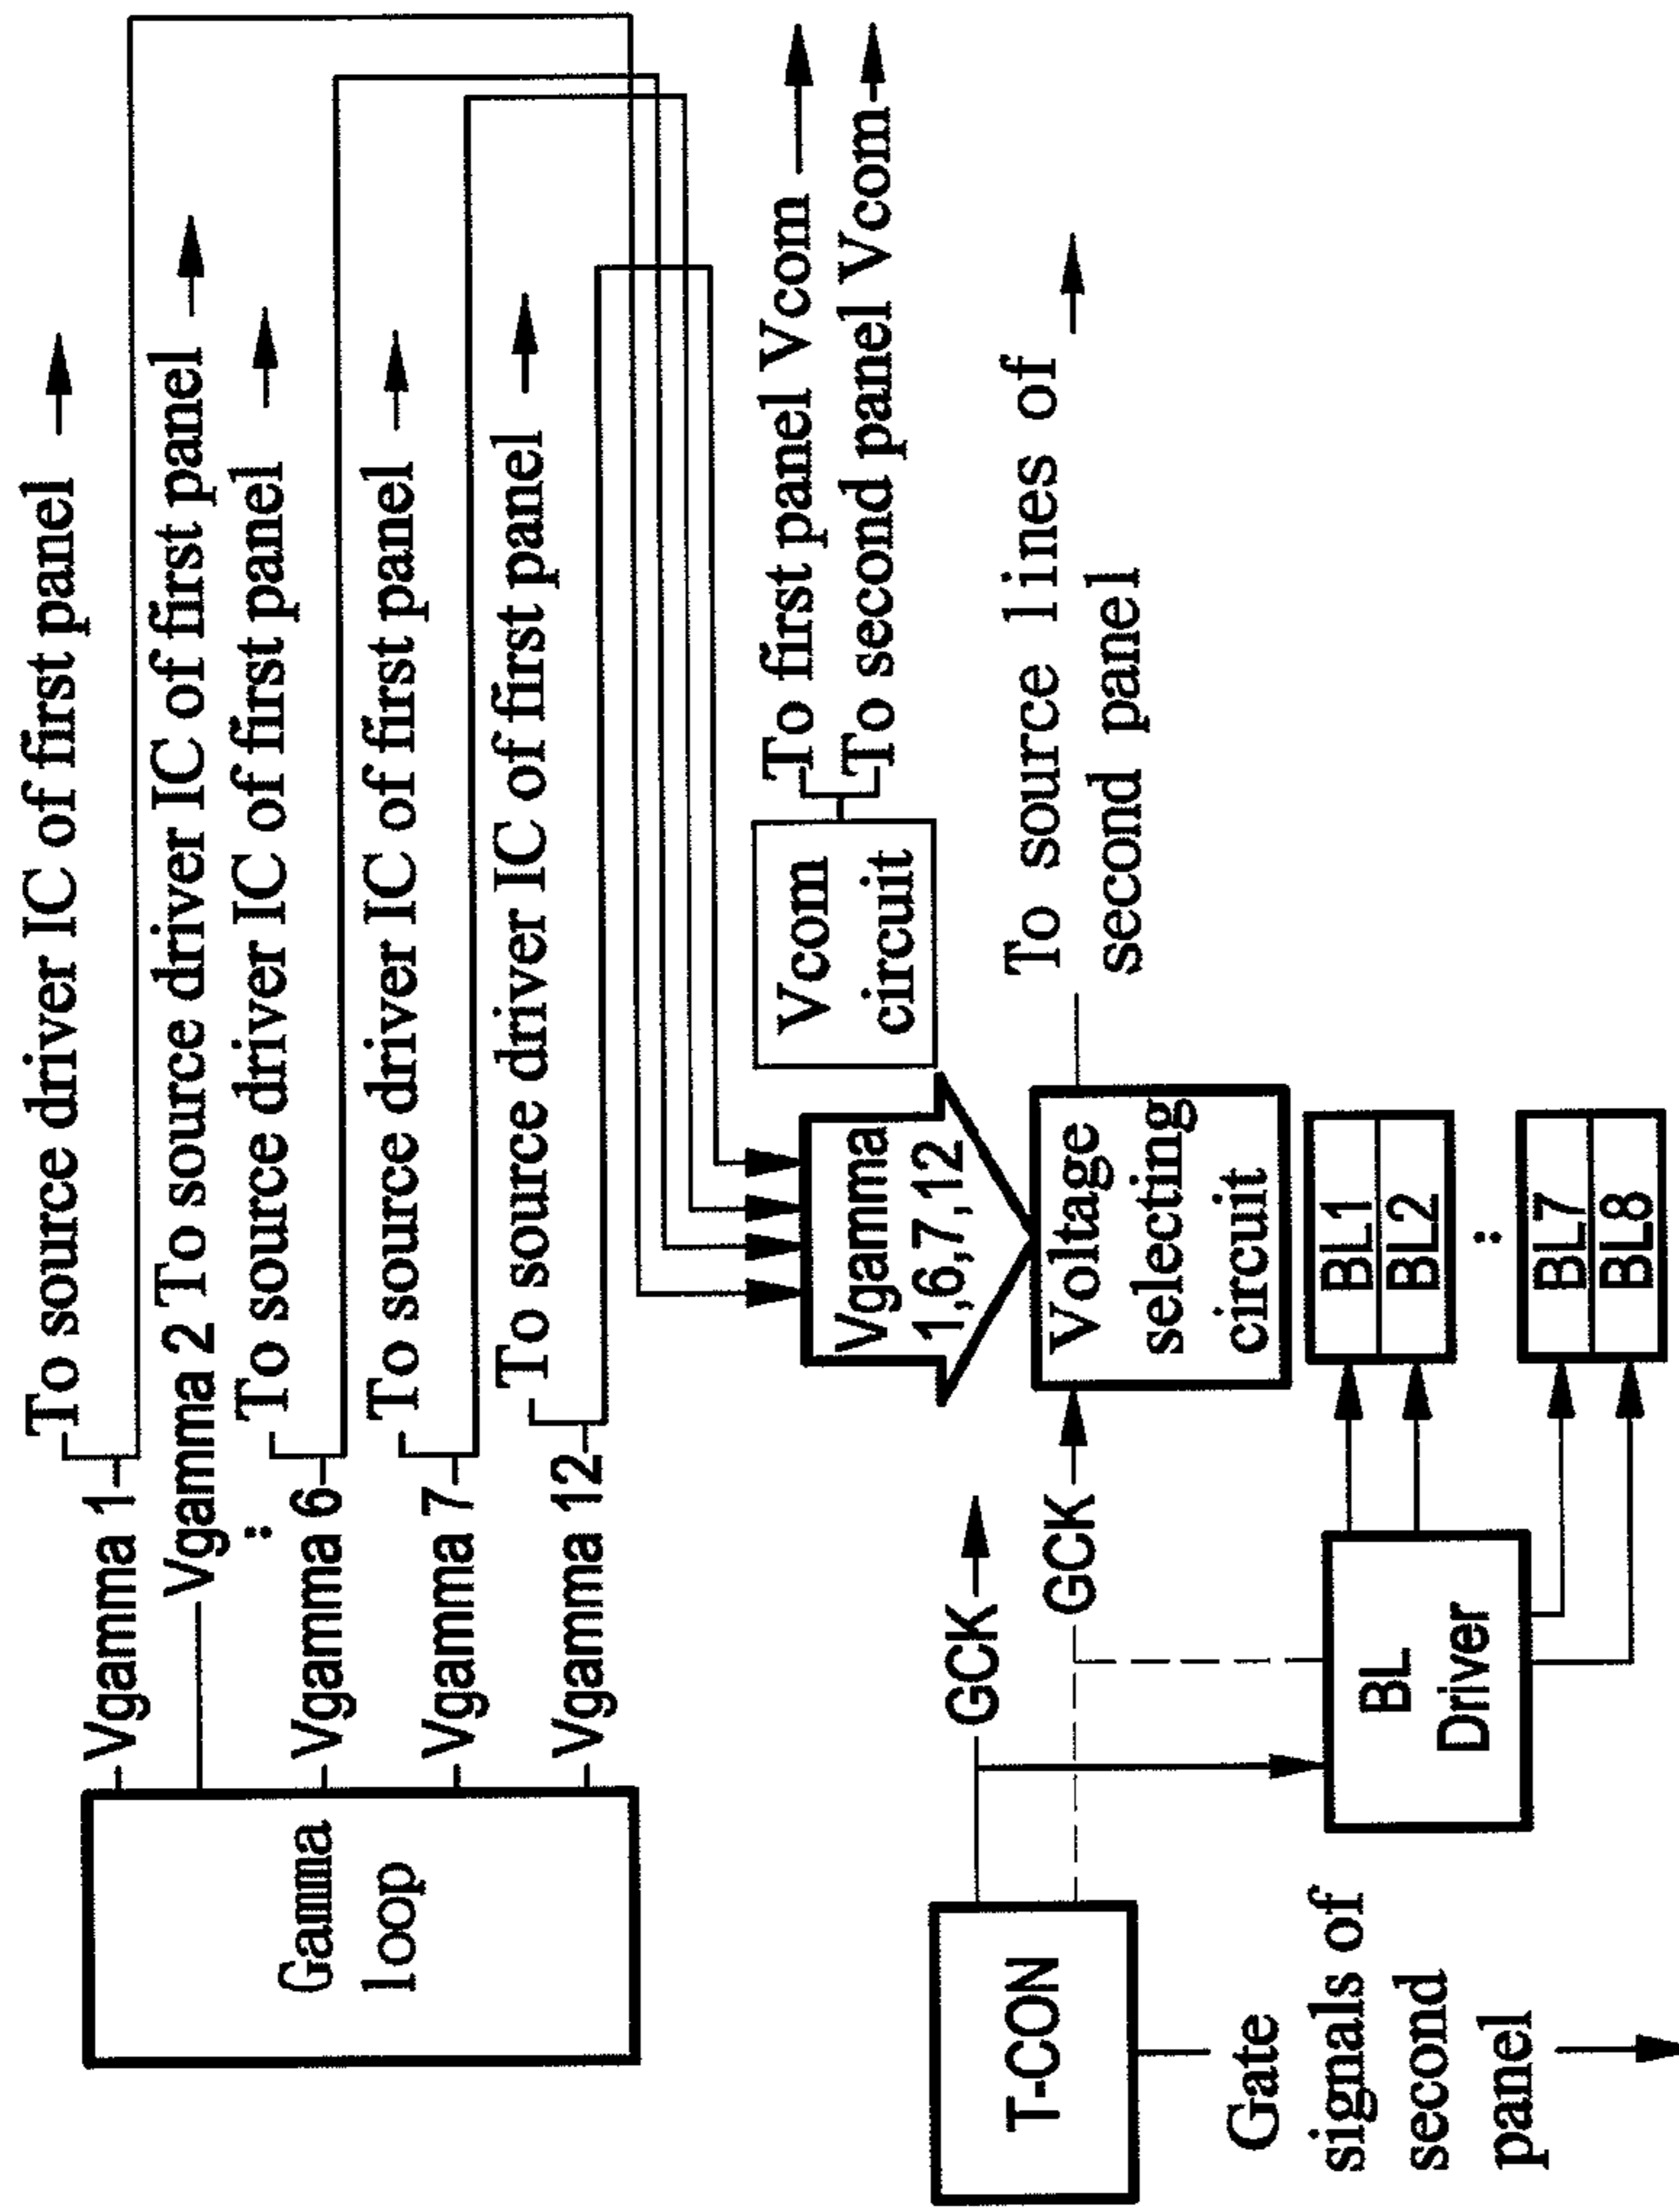 Gamma
loop
Vgamma 1
To source driver IC of first panel
Vgamma 2 To source driver IC of first panel
:
Vgamma 6
To source driver IC of first panel
Vgamma 7
To source driver IC of first panel
Vgamma 12
To source driver IC of first panel
Vgamma
1,6,7,12
Vcom
circuit
To first panel Vcom
To second panel Vcom
T-CON
GCK
GCK
Voltage
selecting
circuit
To source lines of
second panel
Gate
signals of
second
panel
BL
Driver
BL1
BL2
:
BL7
BL8